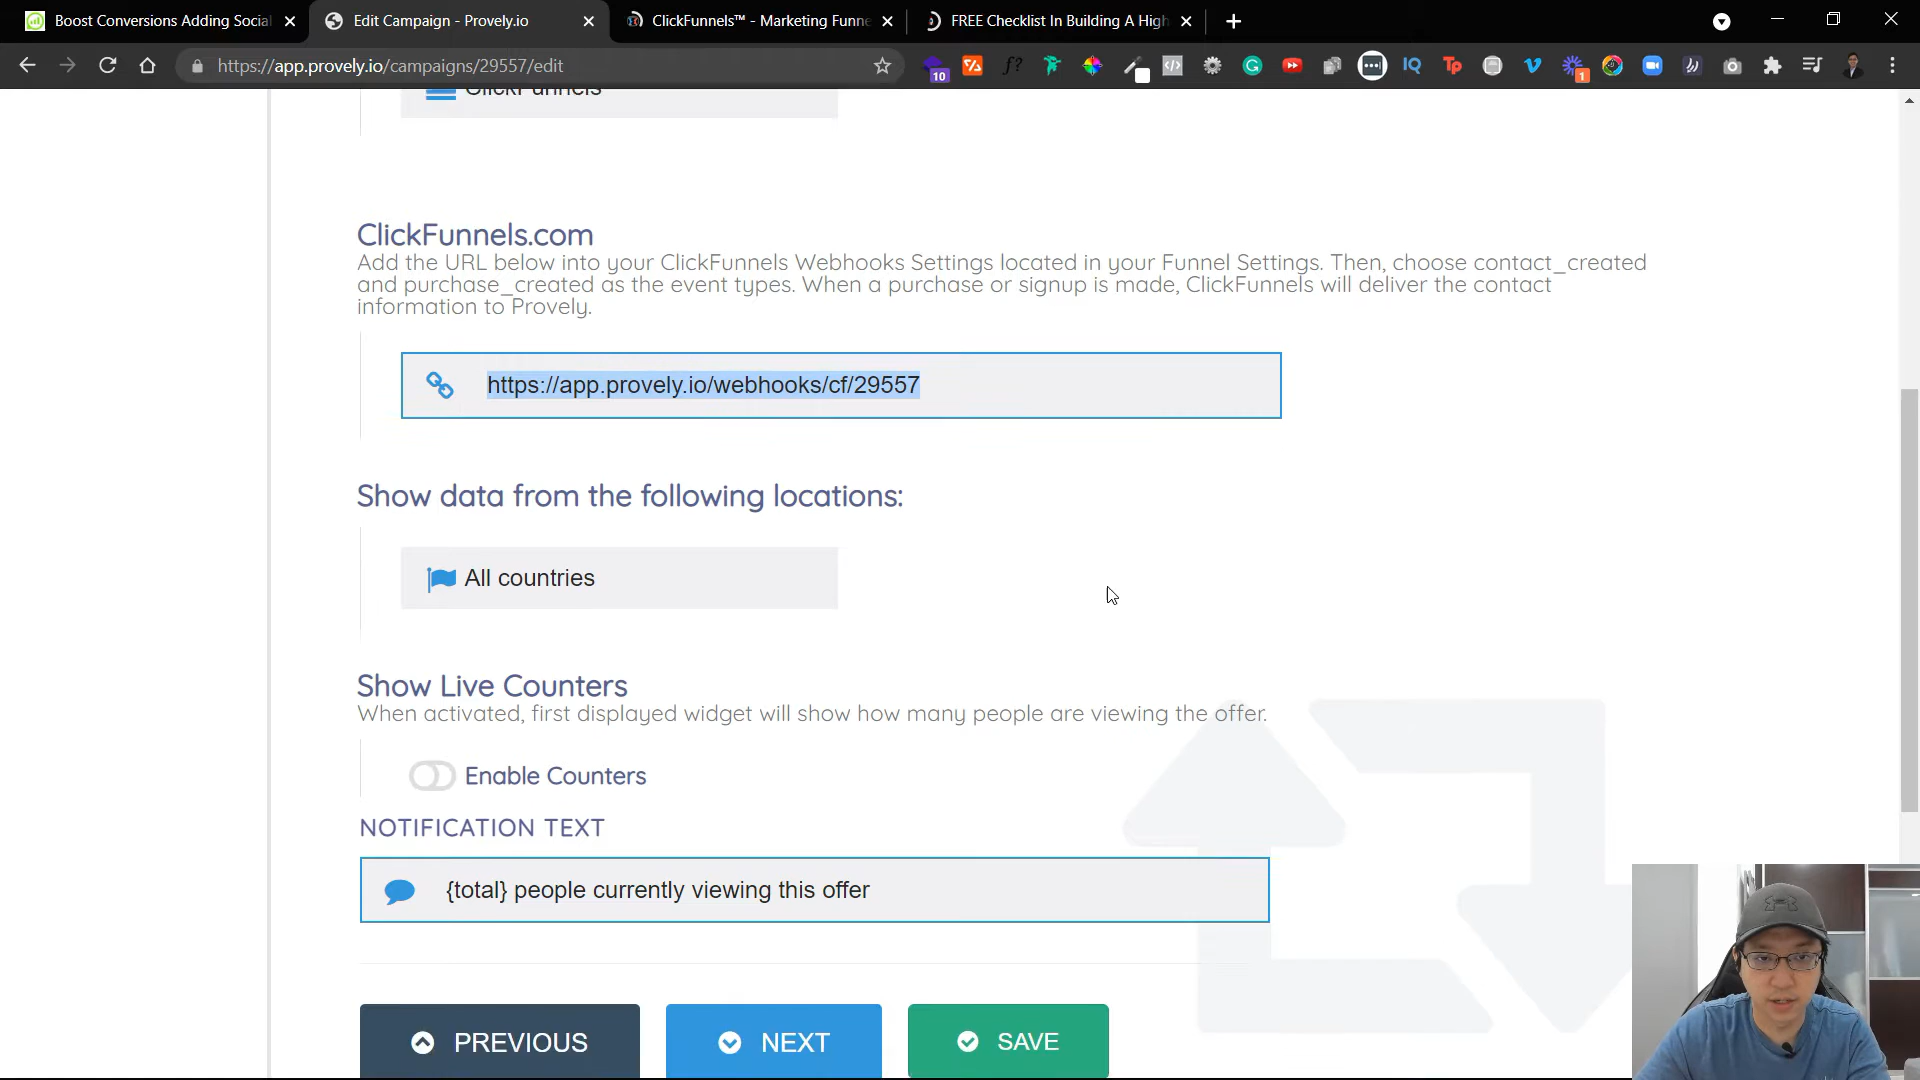 Boost Conversions Adding Social
Edit Campaign - Provely.io
ClickFunnels™ - Marketing Funne
FREE Checklist In Building A High
https://app.provely.io/campaigns/29557/edit
10
f?
IQ
Tp
1
ClickFunnels
ClickFunnels.com
Add the URL below into your ClickFunnels Webhooks Settings located in your Funnel Settings. Then, choose contact_created
and purchase_created as the event types. When a purchase or signup is made, ClickFunnels will deliver the contact
information to Provely.
https://app.provely.io/webhooks/cf/29557
Show data from the following locations:
All countries
Show Live Counters
When activated, first displayed widget will show how many people are viewing the offer.
Enable Counters
NOTIFICATION TEXT
{total} people currently viewing this offer
PREVIOUS
NEXT
SAVE